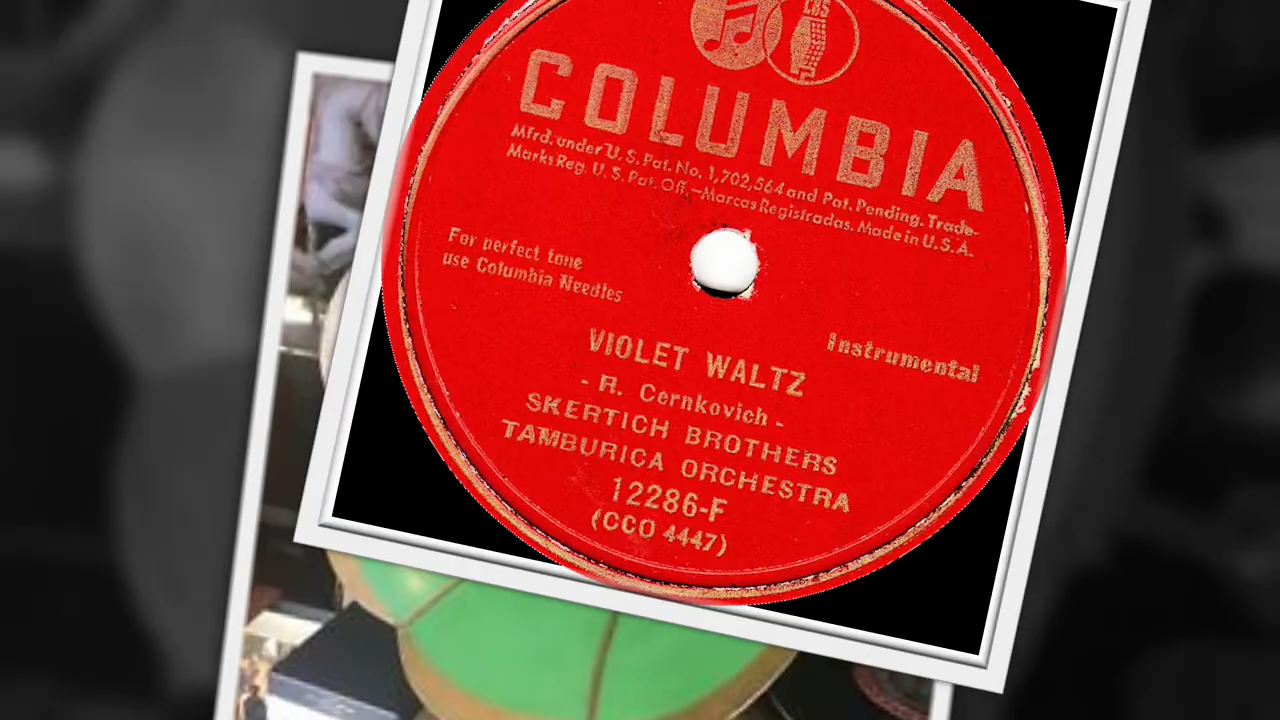 CBS
COLUMBIA
Mfrd. under U. S. Pat. No. 1,702,564 and Pat. Pending. Trade-
Marks Reg. U. S. Pat. Off.—Marcas Registradas. Made in U. S. A.
For perfect tone
use Columbia Needles
Instrumental
VIOLET WALTZ
- R. Cernkovich -
SKERTICH BROTHERS
TAMBURICA ORCHESTRA
12286-F
(CCO 4447)